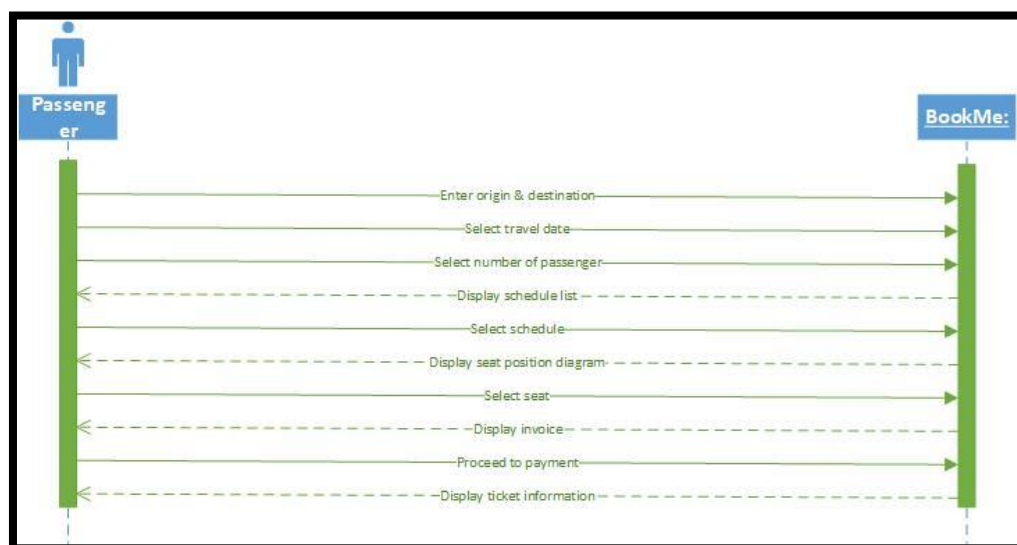 Passeng
er
BookMe:
Enter origin & destination
Select travel date
Select number of passenger
Display schedule list
Select schedule
Display seat position diagram
Select seat
Display invoice
Proceed to payment
Display ticket information